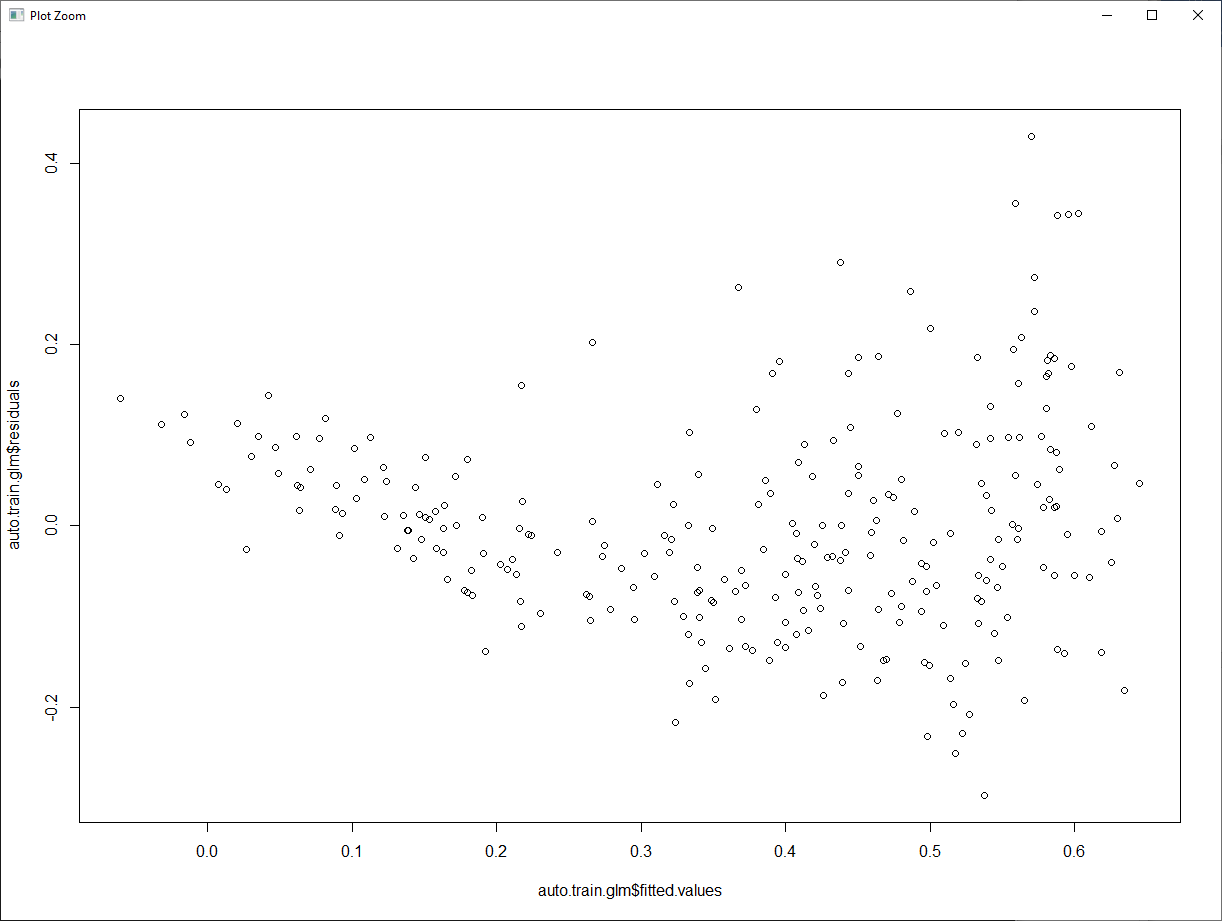 Plot Zoom
0.4
0.2
0.0
-0.2
auto.train.glm$residuals
0.0 0.1 0.2 0.3 0.4 0.5 0.6
auto.train.glm$fitted.values